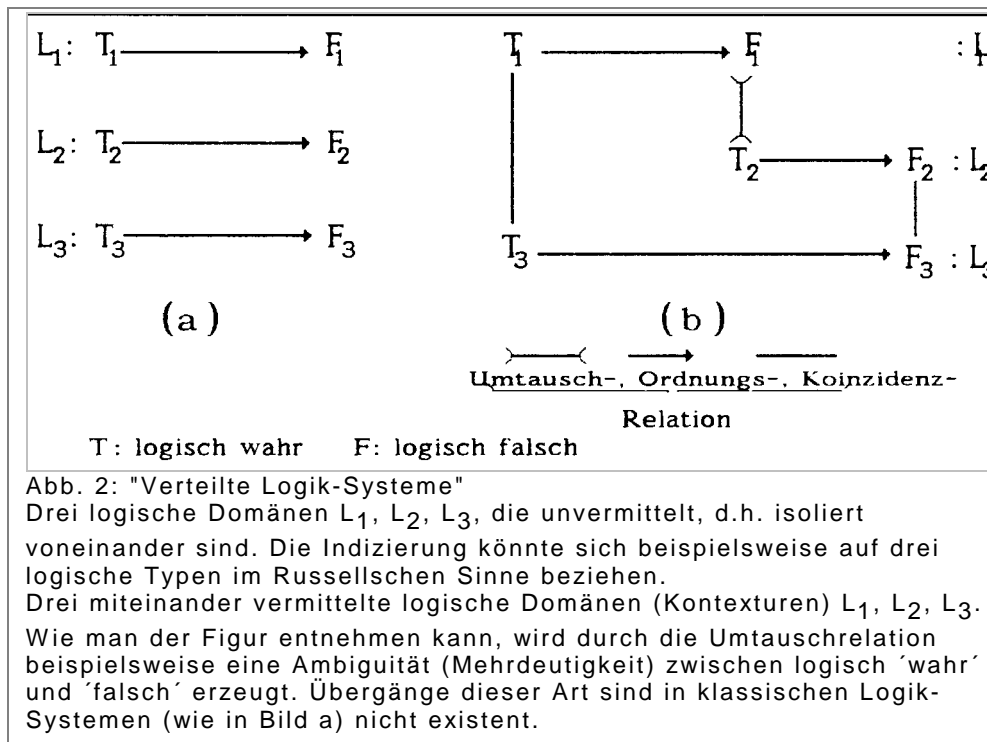 L₁: T₁ F₁ T₁ F₁ : L₁
L₂: T₂ F₂ T₂ F₂ : L₂
L₃: T₃ F₃ T₃ F₃ : L₃
(a) (b)
Umtausch-, Ordnungs-, Koinzidenz-
Relation
T: logisch wahr F: logisch falsch
Abb. 2: "Verteilte Logik-Systeme"
Drei logische Domänen L₁, L₂, L₃, die unvermittelt, d.h. isoliert
voneinander sind. Die Indizierung könnte sich beispielsweise auf drei
logische Typen im Russellschen Sinne beziehen.
Drei miteinander vermittelte logische Domänen (Kontexturen) L₁, L₂, L₃.
Wie man der Figur entnehmen kann, wird durch die Umtauschrelation
beispielsweise eine Ambiguität (Mehrdeutigkeit) zwischen logisch ´wahr´
und ´falsch´ erzeugt. Übergänge dieser Art sind in klassischen Logik-
Systemen (wie in Bild a) nicht existent.